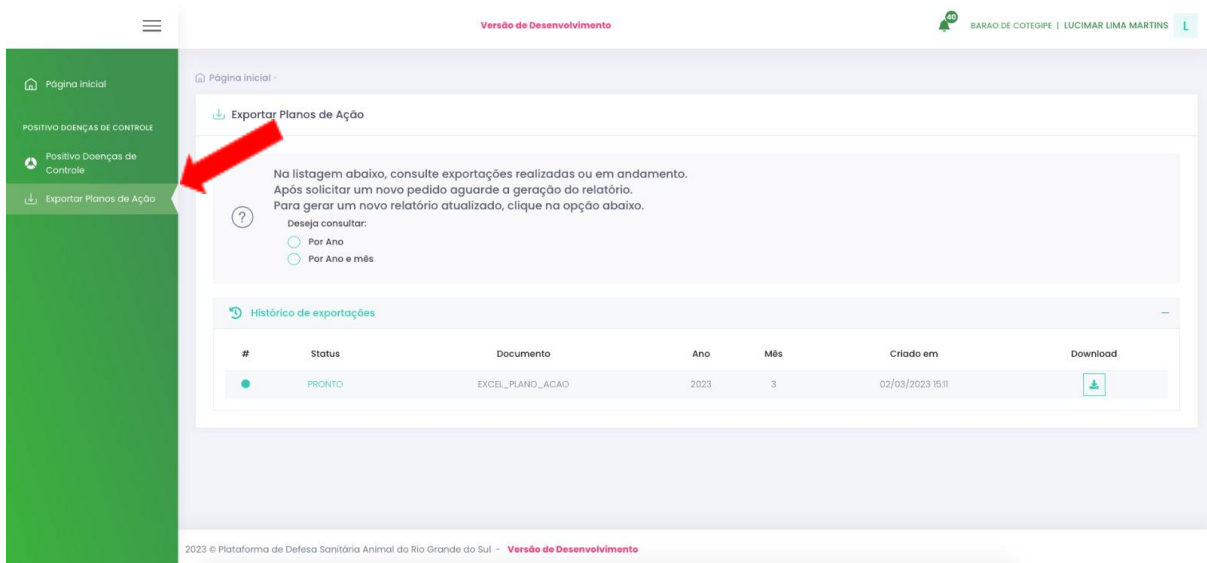 Versão de Desenvolvimento
40
BARAO DE COTEGIPE | LUCIMAR LIMA MARTINS L
Página inicial
POSITIVO DOENÇAS DE CONTROLE
Positivo Doenças de
Controle
Exportar Planos de Ação
Página inicial -
Exportar Planos de Ação
Na listagem abaixo, consulte exportações realizadas ou em andamento.
Após solicitar um novo pedido aguarde a geração do relatório.
Para gerar um novo relatório atualizado, clique na opção abaixo.
?
Deseja consultar:
Por Ano
Por Ano e mês
Histórico de exportações
# Status Documento Ano Mês Criado em Download
PRONTO EXCEL_PLANO_ACAO 2023 3 02/03/2023 15:11
2023 © Plataforma de Defesa Sanitária Animal do Rio Grande do Sul - Versão de Desenvolvimento